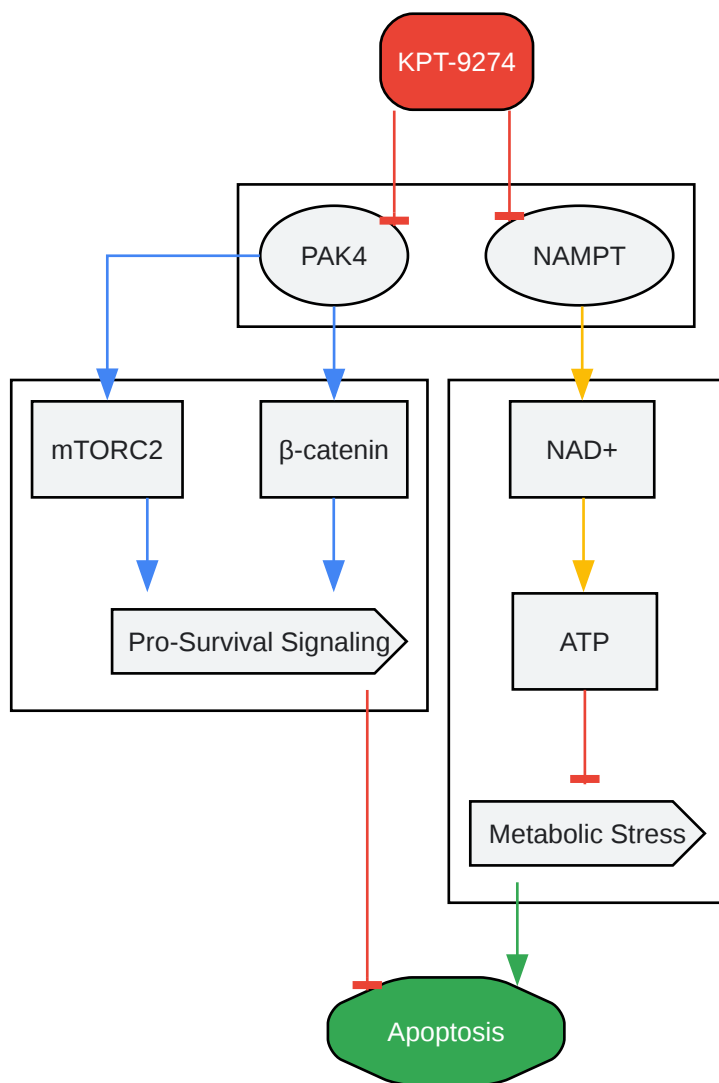 KPT-9274
PAK4
NAMPT
mTORC2
β-catenin
NAD+
Pro-Survival Signaling
ATP
Metabolic Stress
Apoptosis